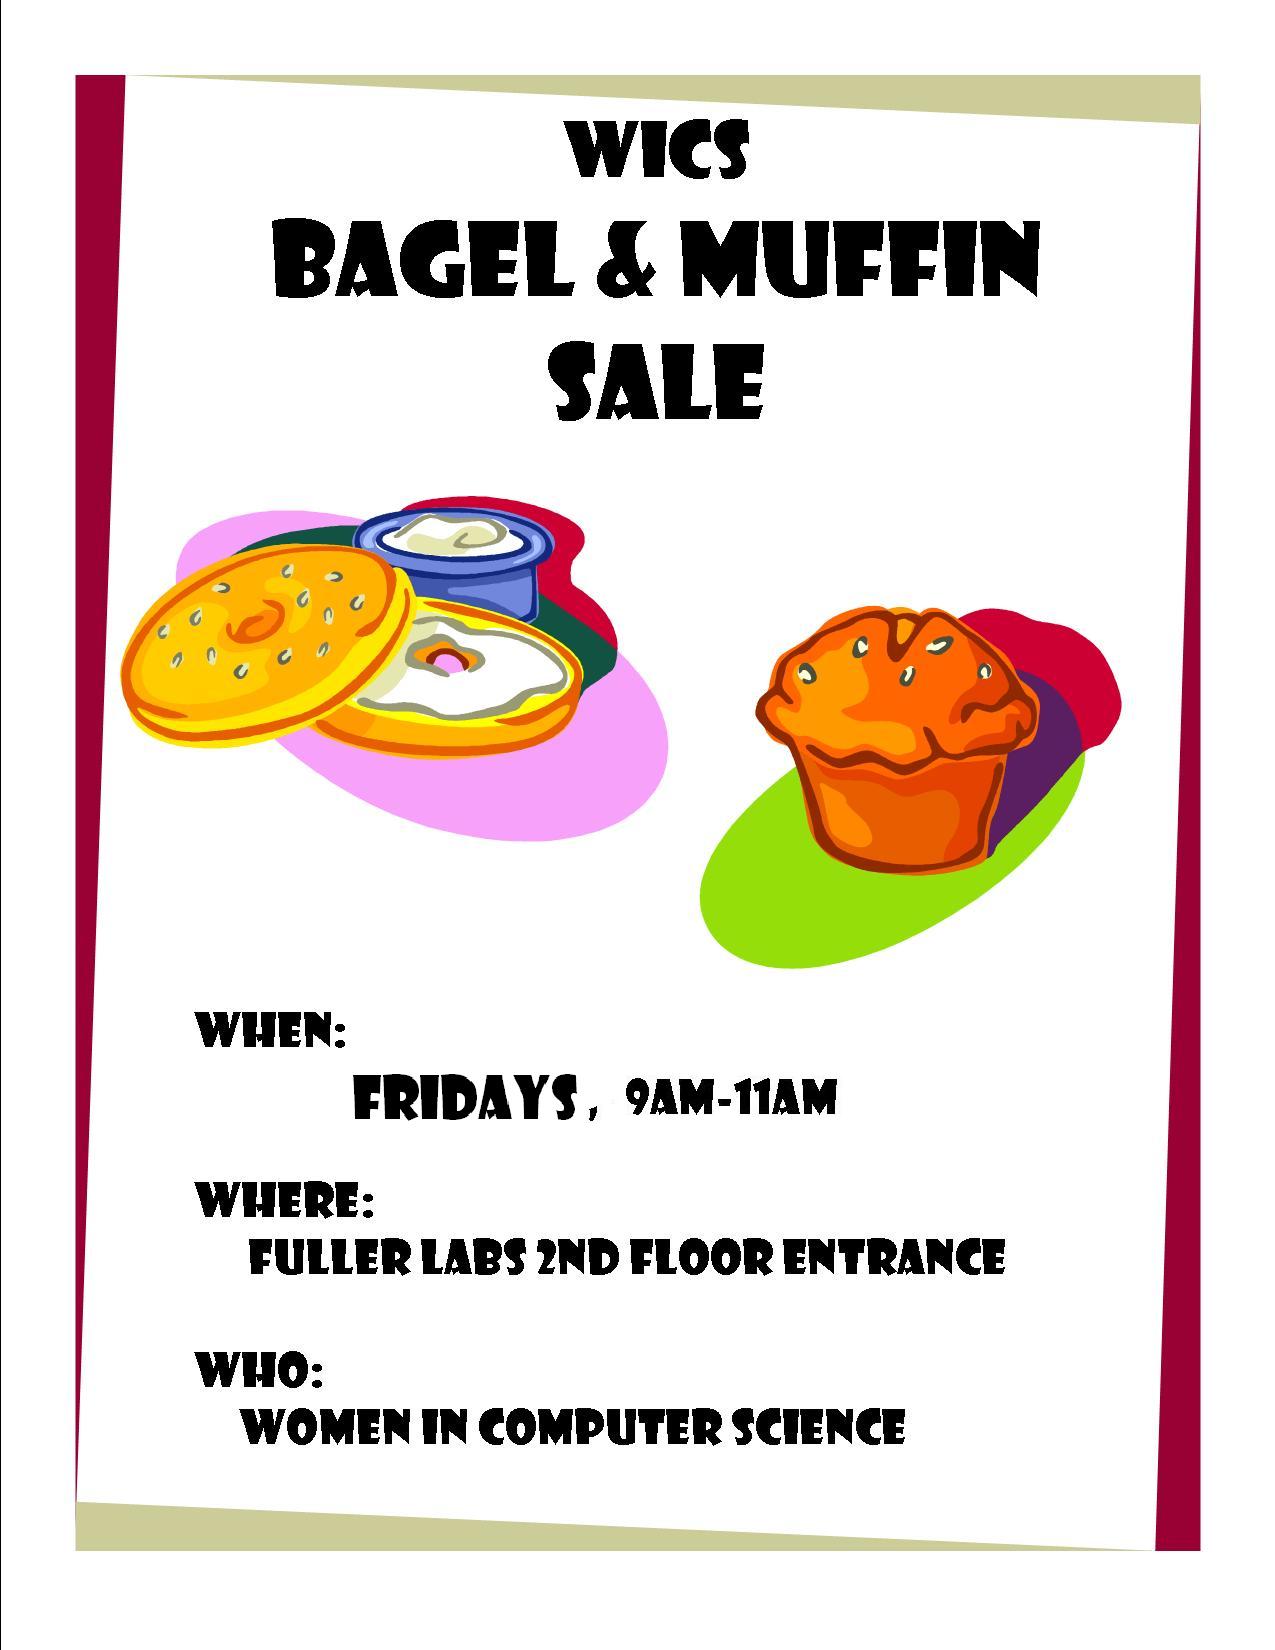 WICS
BAGEL & MUFFIN
SALE
WHEN:
FRIDAYS, 9AM-11AM
WHERE:
FULLER LABS 2ND FLOOR ENTRANCE
WHO:
WOMEN IN COMPUTER SCIENCE